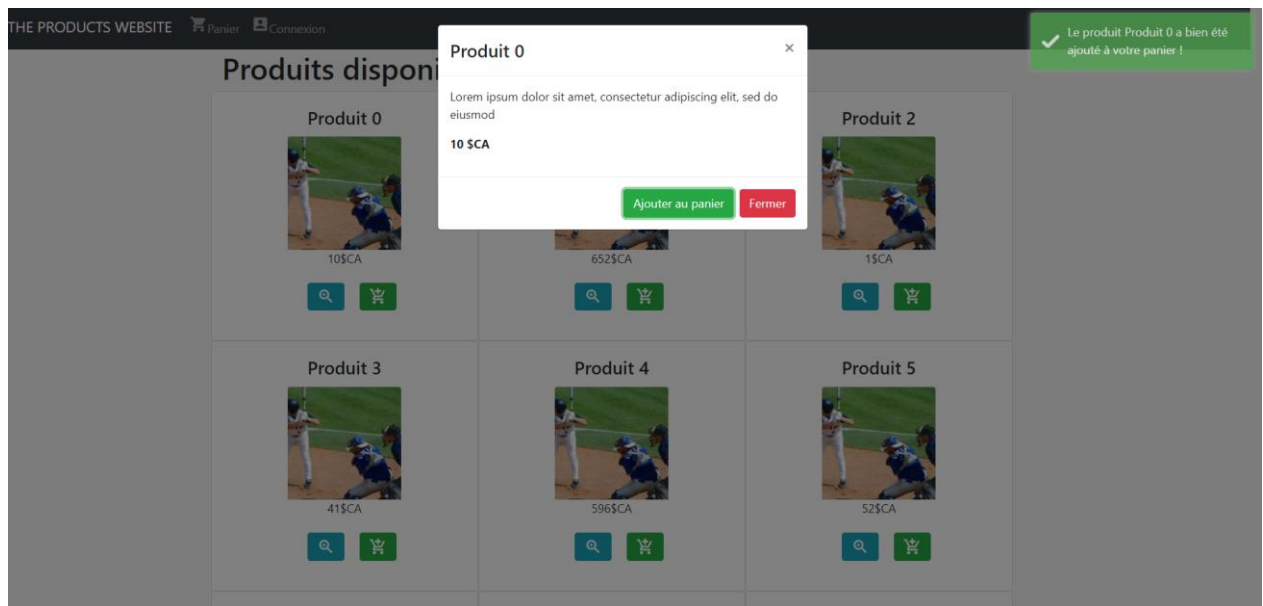 THE PRODUCTS WEBSITE Panier Connexion
Le produit Produit 0 a bien été
ajouté à votre panier !
Produits disponi
Produit 0 ×
Lorem ipsum dolor sit amet, consectetur adipiscing elit, sed do
eiusmod
10 $CA
Ajouter au panier Fermer
Produit 0 Produit 2
10$CA 652$CA 1$CA
Produit 3 Produit 4 Produit 5
41$CA 596$CA 52$CA